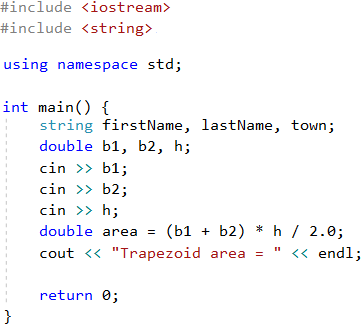 #include <iostream>
#include <string>
using namespace std;
int main() {
string firstName, lastName, town;
double b1, b2, h;
cin >> b1;
cin >> b2;
cin >> h;
double area = (b1 + b2) * h / 2.0;
cout << "Trapezoid area = " << endl;
return 0;
}